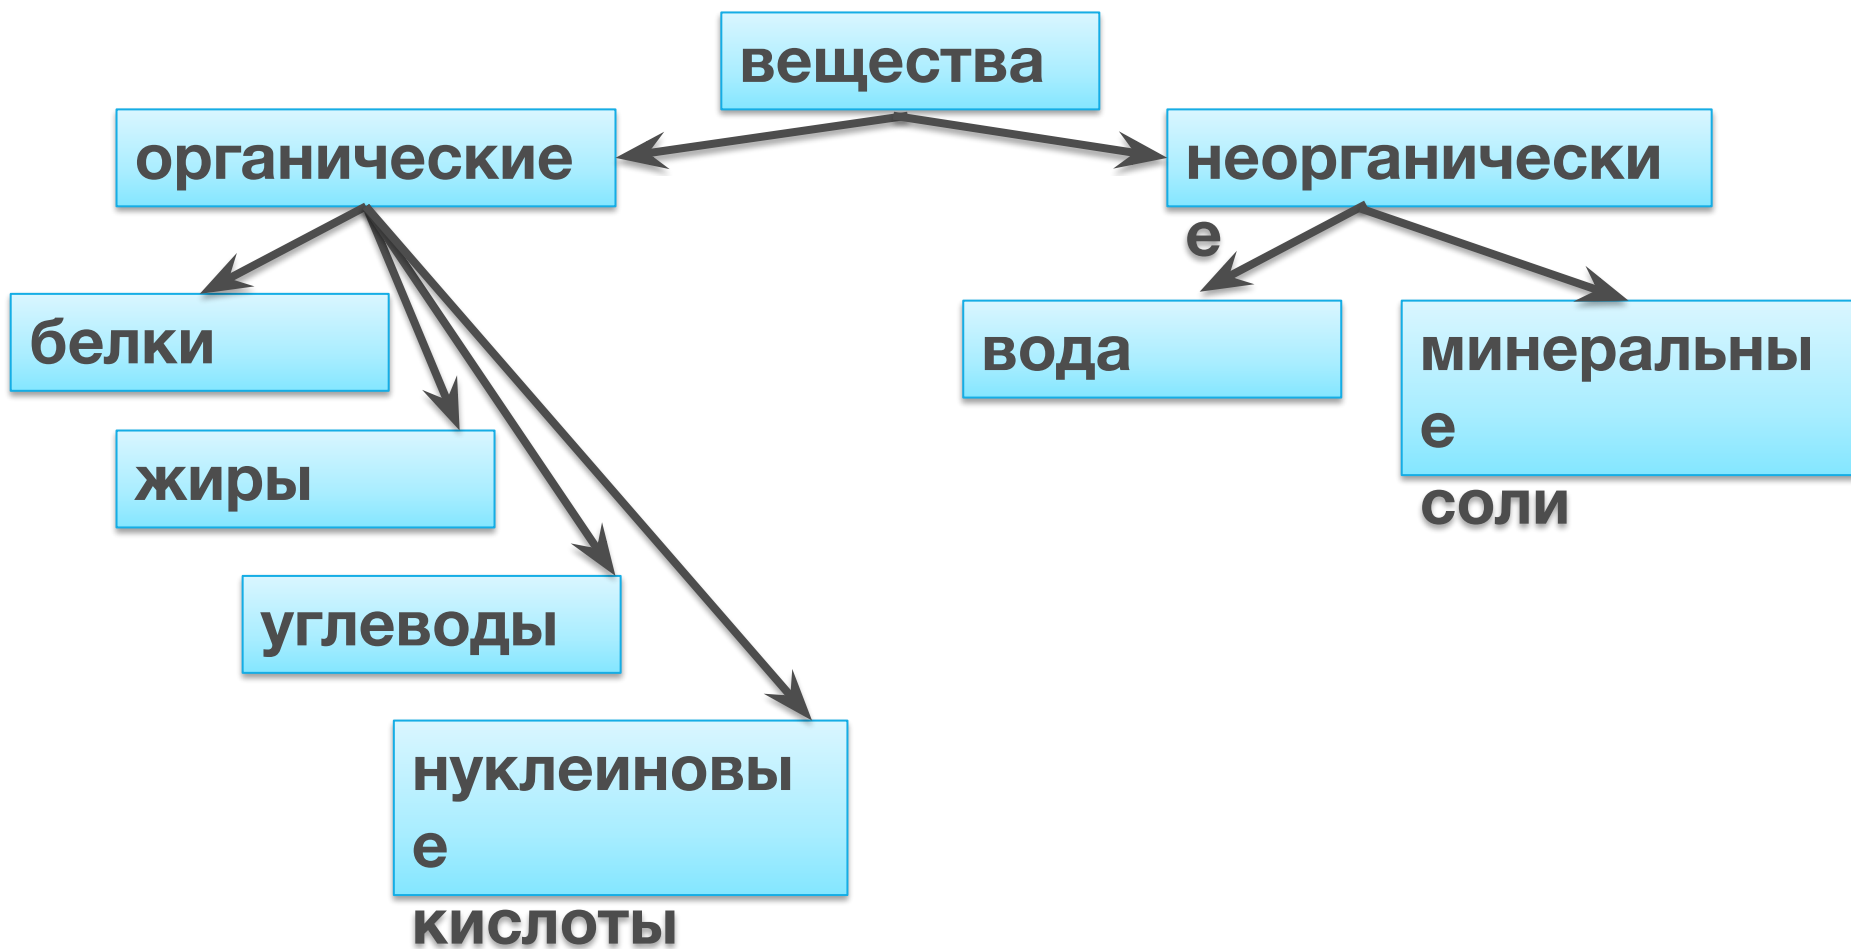 вещества
органические
неорганически
е
белки
жиры
углеводы
нуклеиновы
е
кислоты
вода
минеральны
е
соли